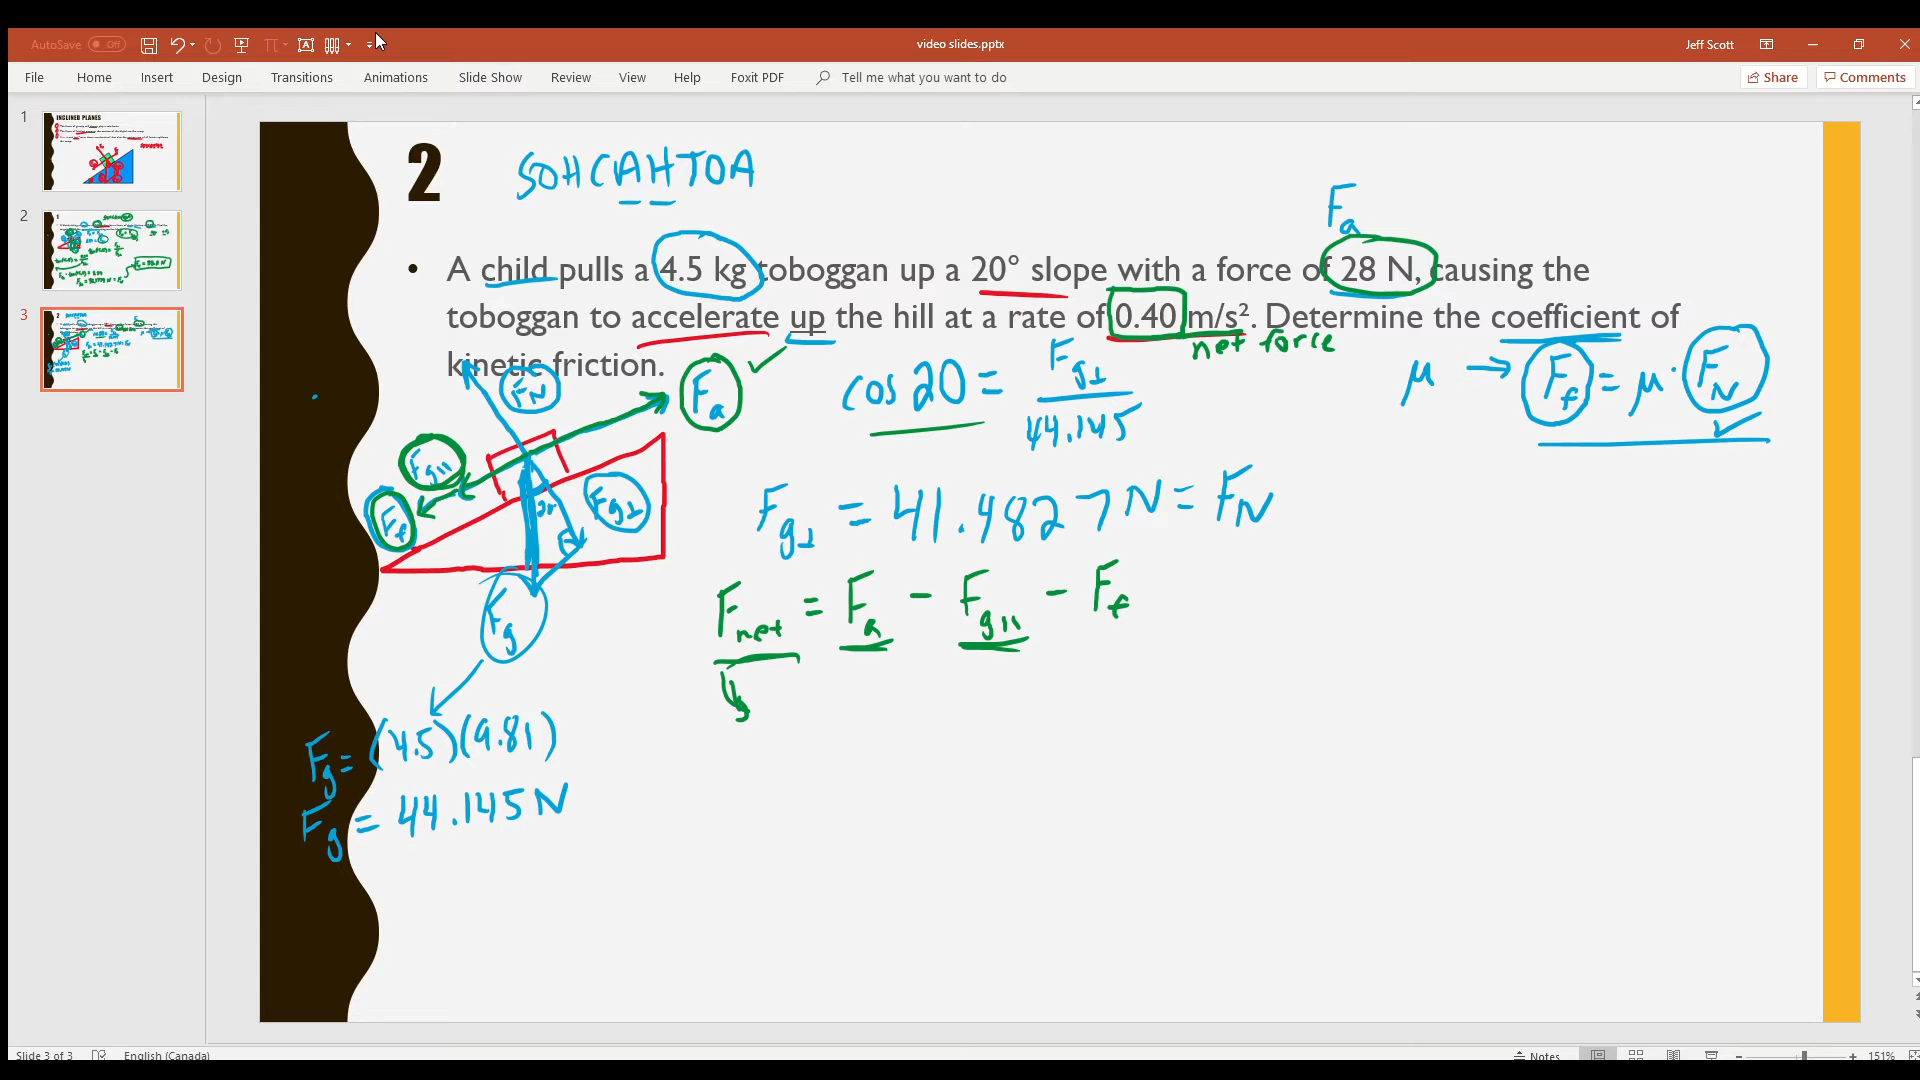 AutoSave Off
video slides.pptx
Jeff Scott
File Home Insert Design Transitions Animations Slide Show Review View Help Foxit PDF Tell me what you want to do
Share Comments
1
INCLINED PLANES
2
3
2
SOHCAHTOA
Fa
• A child pulls a 4.5 kg toboggan up a 20° slope with a force of 28 N, causing the
toboggan to accelerate up the hill at a rate of 0.40 m/s². Determine the coefficient of
kinetic friction.
net force
FN
Fa
Fg||
Ff
Fg⊥
Fg
cos 20 = Fg⊥ / 44.145
μ → Ff = μ · FN
Fg⊥ = 41.4827 N = FN
Fnet = Fa - Fg|| - Ff
Fg = (4.5)(9.81)
Fg = 44.145 N
Slide 3 of 3 English (Canada)
Notes 151%